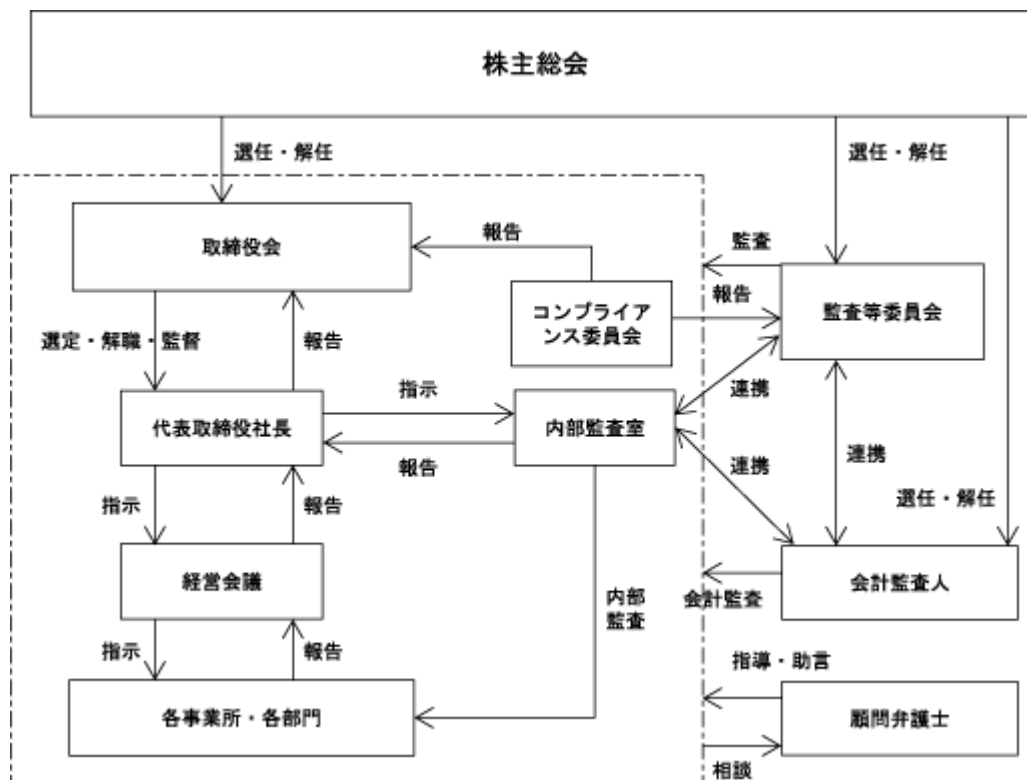 株主総会
選任・解任
選任・解任
取締役会
報告
監査
監査等委員会
報告
コンプライア
ンス委員会
選定・解職・監督
報告
指示
連携
代表取締役社長
内部監査室
報告
連携
連携
指示
報告
選任・解任
経営会議
会計監査人
会計監査
内部
監査
指示
報告
指導・助言
各事業所・各部門
顧問弁護士
相談